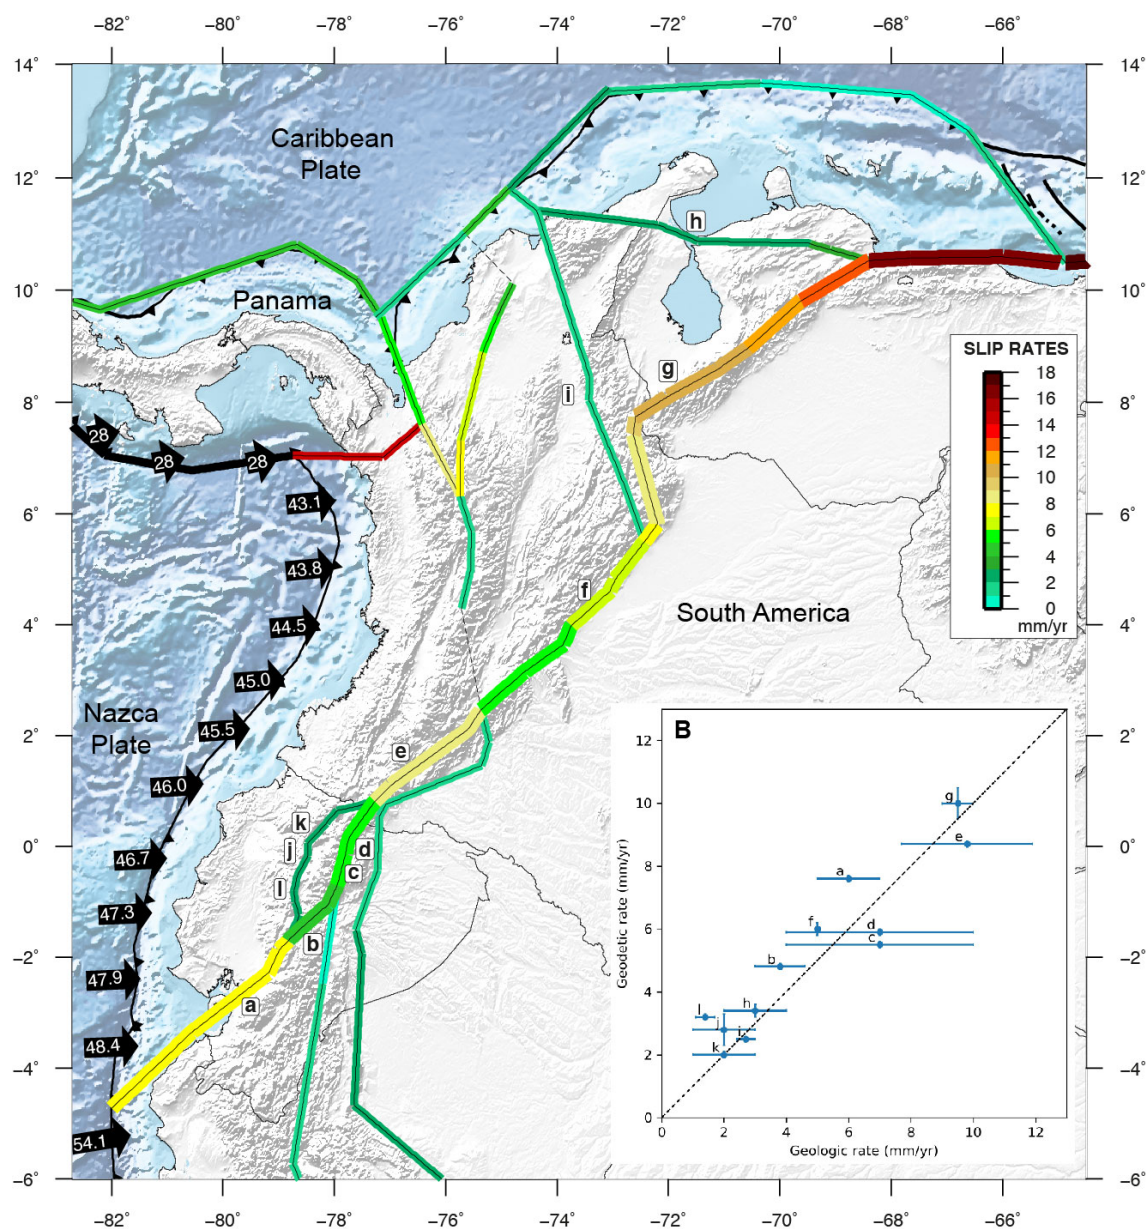 −82 −80 −78 −76 −74 −72 −70 −68 −66
14° 14°
Caribbean
Plate
12° 12°
h
10° 10°
Panama
SLIP RATES
g
18
16
14
12
10
8
6
4
2
0
mm/yr
i
8° 8°
28
28 28
6° 6°
43.1
43.8
f
4° 4°
44.5
South America
45.0
Nazca
Plate
45.5
2° 2°
e
46.0
k
j
d
0° 0°
46.7
c
l
47.3
b
−2° −2°
47.9
a
48.4
−4° −4°
54.1
−6° −6°
−82 −80 −78 −76 −74 −72 −70 −68 −66
B
12
10
8
6
4
2
0
Geodetic rate (mm/yr)
g
e
a
f
d
c
b
h
l
j
i
k
0 2 4 6 8 10 12
Geologic rate (mm/yr)